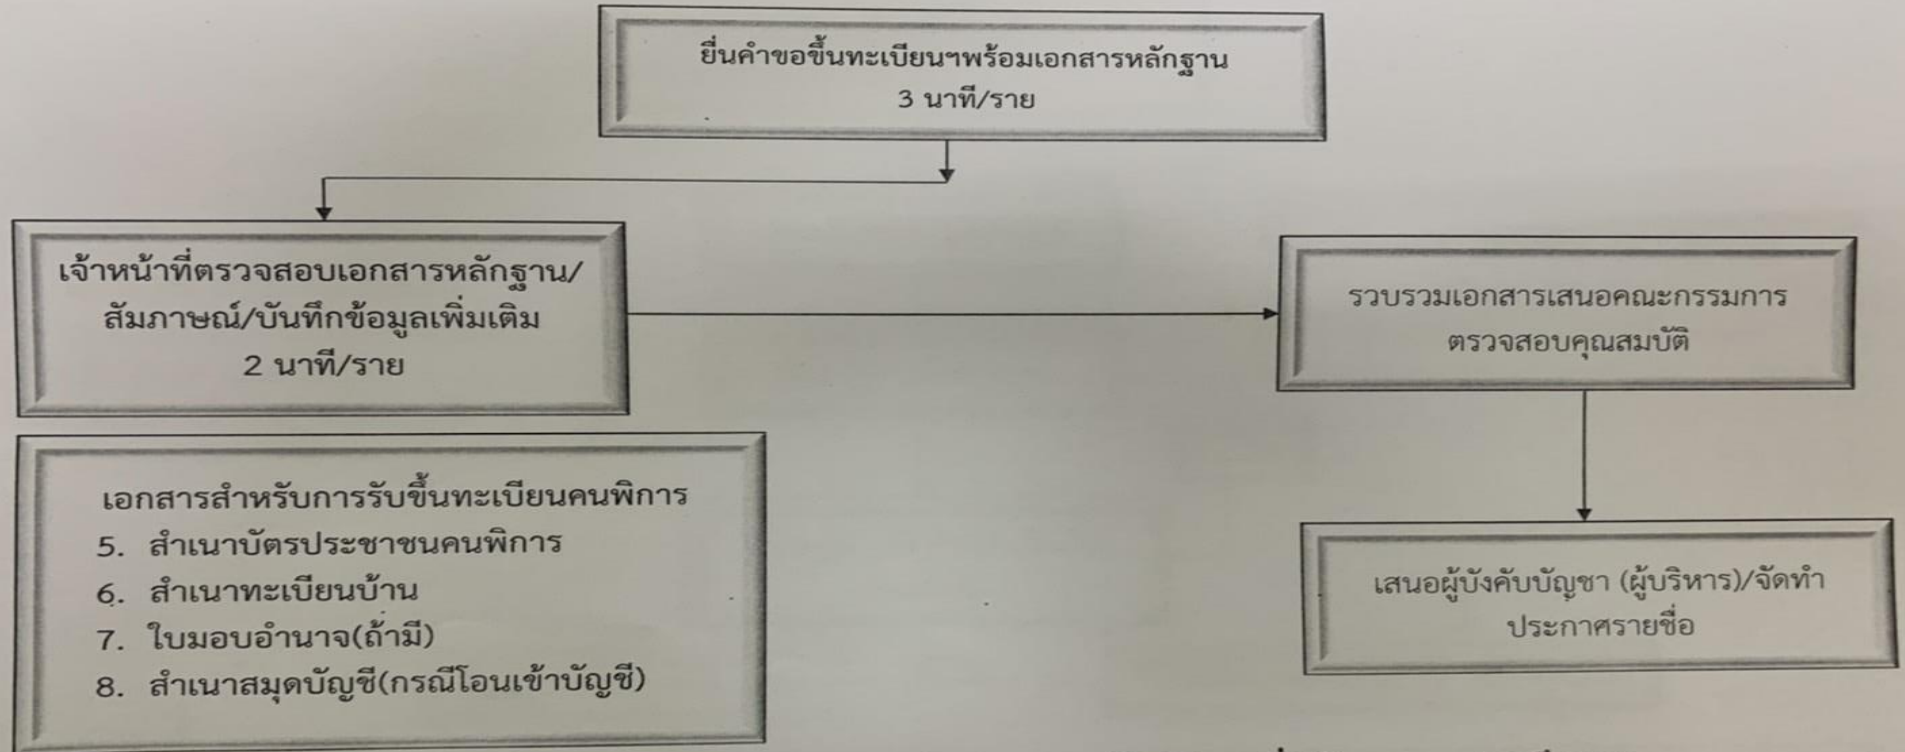 ยื่นคำขอขึ้นทะเบียนฯพร้อมเอกสารหลักฐาน
3 นาที/ราย
เจ้าหน้าที่ตรวจสอบเอกสารหลักฐาน/
สัมภาษณ์/บันทึกข้อมูลเพิ่มเติม
2 นาที/ราย
รวบรวมเอกสารเสนอคณะกรรมการ
ตรวจสอบคุณสมบัติ
เอกสารสำหรับการรับขึ้นทะเบียนคนพิการ
5. สำเนาบัตรประชาชนคนพิการ
6. สำเนาทะเบียนบ้าน
7. ใบมอบอำนาจ(ถ้ามี)
8. สำเนาสมุดบัญชี(กรณีโอนเข้าบัญชี)
เสนอผู้บังคับบัญชา (ผู้บริหาร)/จัดทำ
ประกาศรายชื่อ